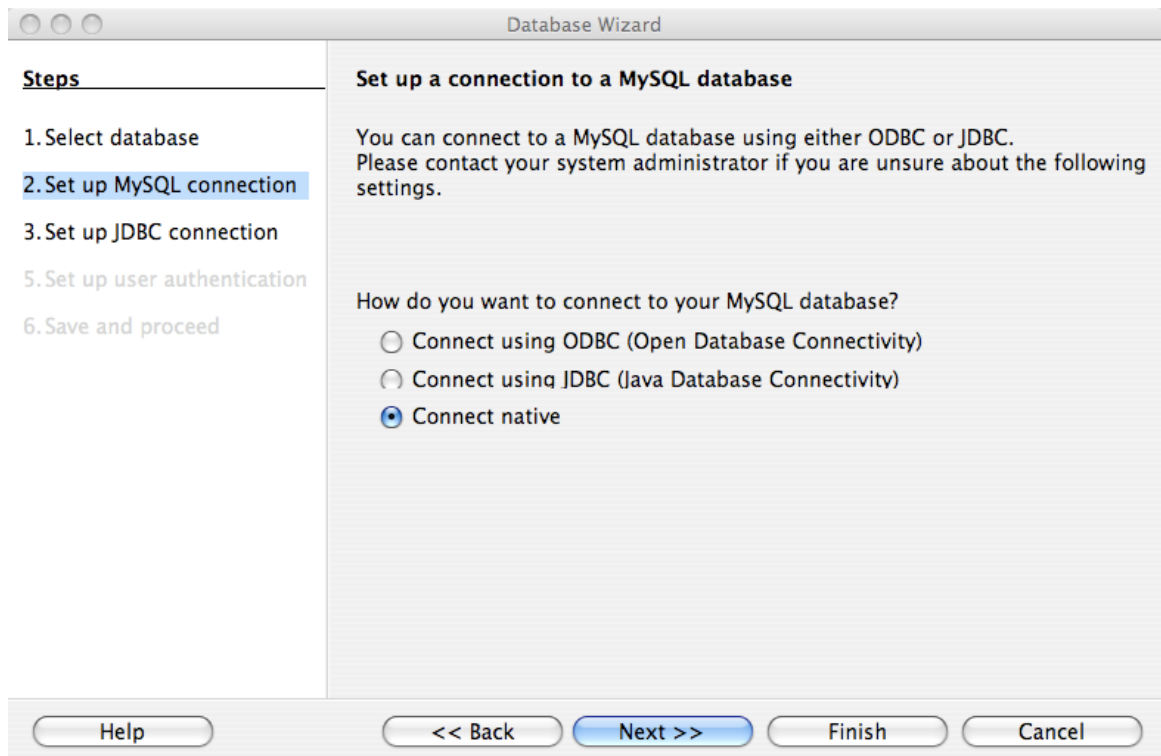 Database Wizard
Steps
1. Select database
2. Set up MySQL connection
3. Set up JDBC connection
5. Set up user authentication
6. Save and proceed
Set up a connection to a MySQL database
You can connect to a MySQL database using either ODBC or JDBC.
Please contact your system administrator if you are unsure about the following
settings.
How do you want to connect to your MySQL database?
Connect using ODBC (Open Database Connectivity)
Connect using JDBC (Java Database Connectivity)
Connect native
Help
<< Back
Next >>
Finish
Cancel